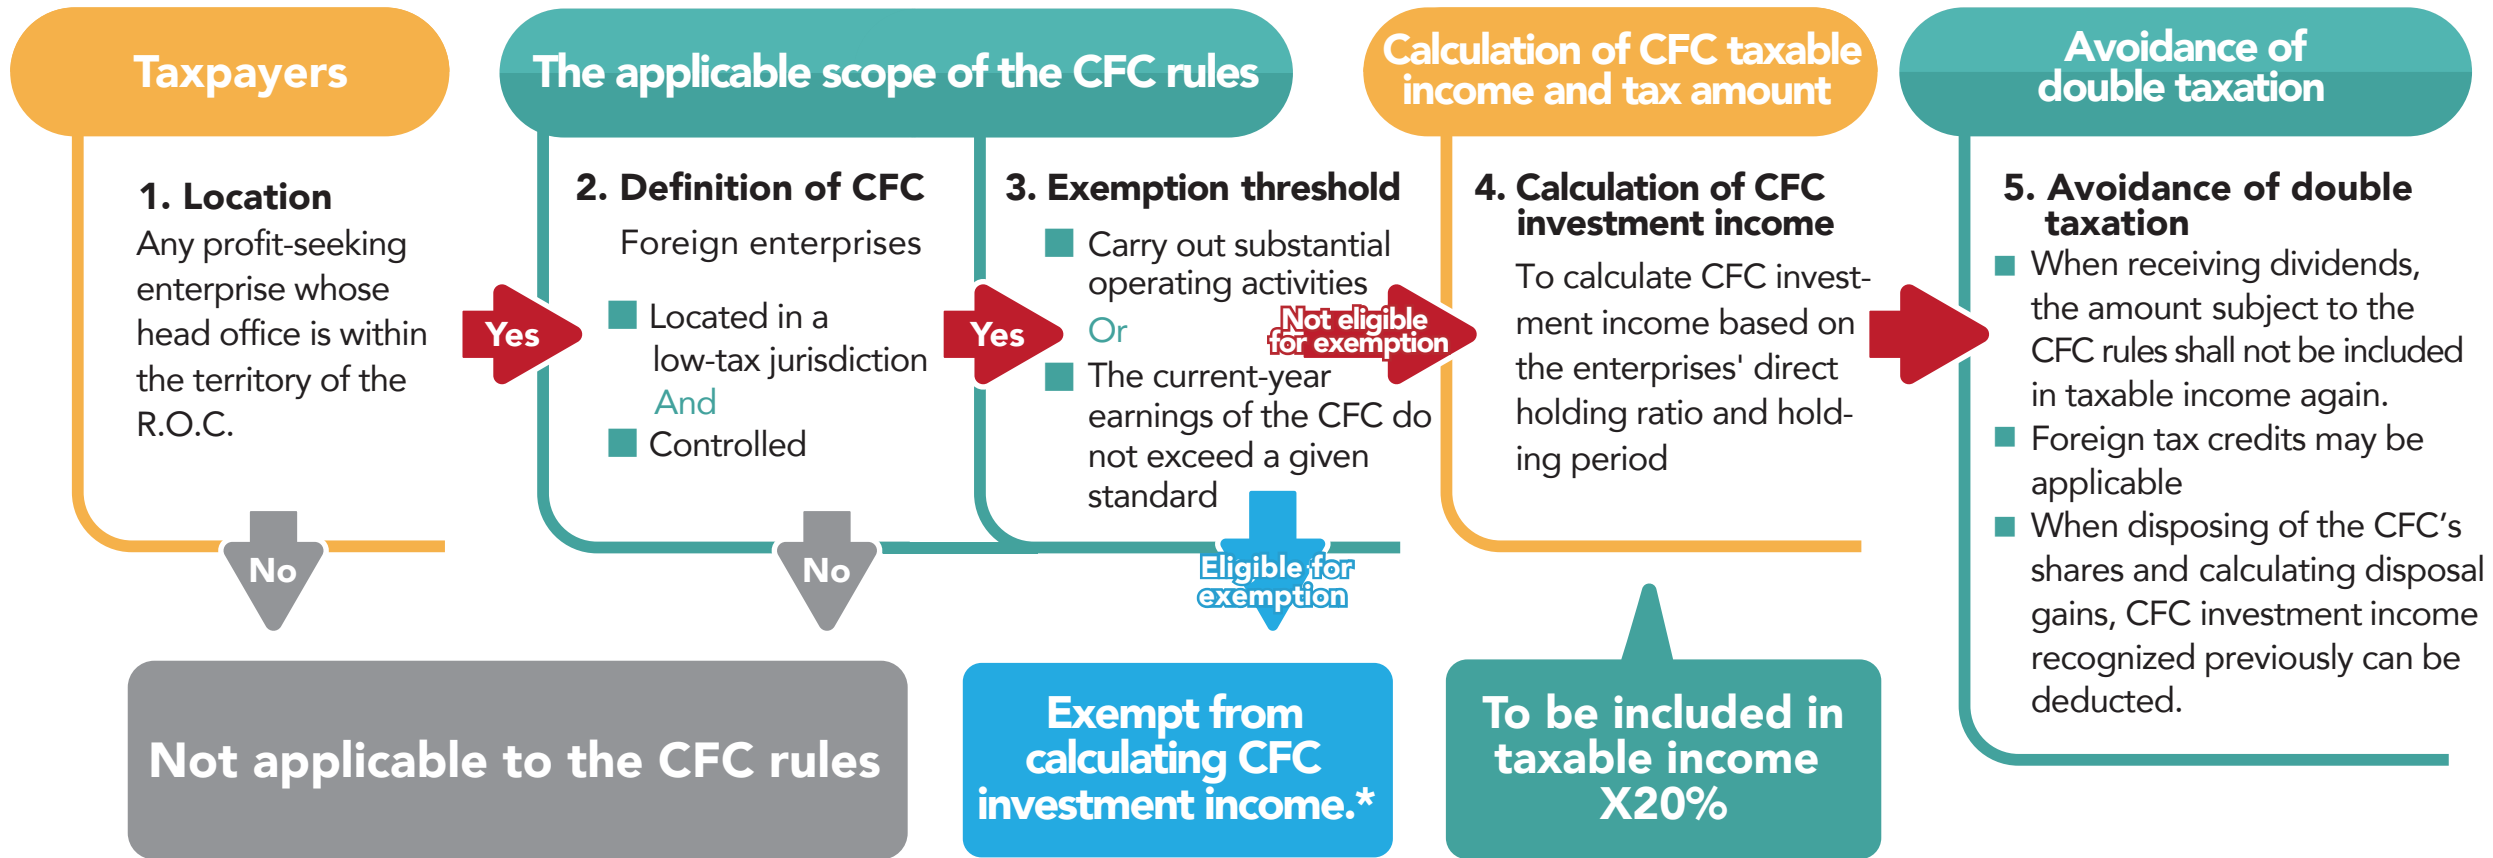 Taxpayers
1. Location
Any profit-seeking
enterprise whose
head office is within
the territory of the
R.O.C.
Yes
No
The applicable scope of the CFC rules
2. Definition of CFC
Foreign enterprises
Located in a
low-tax jurisdiction
And
Controlled
Yes
No
3. Exemption threshold
Carry out substantial
operating activities
Or
The current-year
earnings of the CFC do
not exceed a given
standard
Not eligible
for exemption
Eligible for
exemption
Calculation of CFC taxable
income and tax amount
4. Calculation of CFC
investment income
To calculate CFC invest-
ment income based on
the enterprises' direct
holding ratio and hold-
ing period
Avoidance of
double taxation
5. Avoidance of double
taxation
When receiving dividends,
the amount subject to the
CFC rules shall not be included
in taxable income again.
Foreign tax credits may be
applicable
When disposing of the CFC’s
shares and calculating disposal
gains, CFC investment income
recognized previously can be
deducted.
Not applicable to the CFC rules
Exempt from
calculating CFC
investment income.*
To be included in
taxable income
X20%